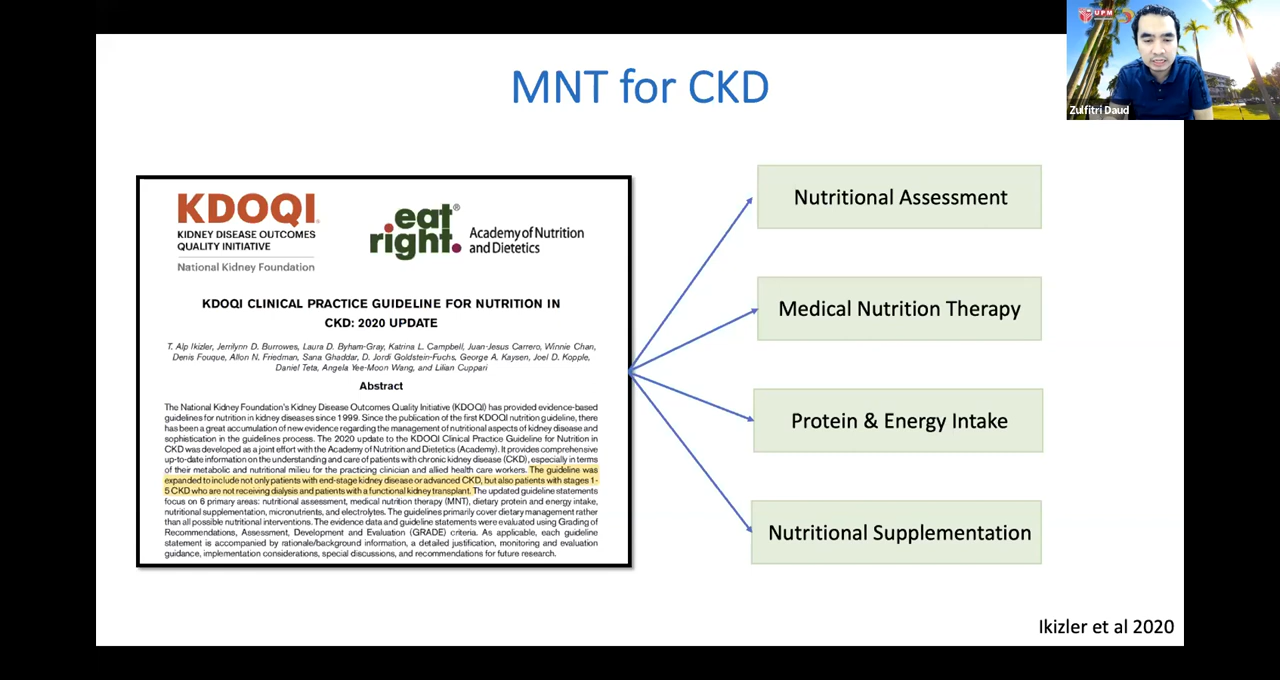 MNT for CKD
UPM
Zulfitri Daud
KDOQI
KIDNEY DISEASE OUTCOMES
QUALITY INITIATIVE
National Kidney Foundation
eat
right.
Academy of Nutrition
and Dietetics
KDOQI CLINICAL PRACTICE GUIDELINE FOR NUTRITION IN
CKD: 2020 UPDATE
T. Alp Ikizler, Jerrilynn D. Burrowes, Laura D. Byham-Gray, Katrina L. Campbell, Juan-Jesus Carrero, Winnie Chan,
Denis Fouque, Allon N. Friedman, Sana Ghaddar, D. Jordi Goldstein-Fuchs, George A. Kaysen, Joel D. Kopple,
Daniel Teta, Angela Yee-Moon Wang, and Lilian Cuppari
Abstract
The National Kidney Foundation's Kidney Disease Outcomes Quality Initiative (KDOQI) has provided evidence-based
guidelines for nutrition in kidney diseases since 1999. Since the publication of the first KDOQI nutrition guideline, there
has been a great accumulation of new evidence regarding the management of nutritional aspects of kidney disease and
sophistication in the guidelines process. The 2020 update to the KDOQI Clinical Practice Guideline for Nutrition in
CKD was developed as a joint effort with the Academy of Nutrition and Dietetics (Academy). It provides comprehensive
up-to-date information on the understanding and care of patients with chronic kidney disease (CKD), especially in terms
of their metabolic and nutritional milieu for the practicing clinician and allied health care workers. The guideline was
expanded to include not only patients with end-stage kidney disease or advanced CKD, but also patients with stages 1-
5 CKD who are not receiving dialysis and patients with a functional kidney transplant. The updated guideline statements
focus on 6 primary areas: nutritional assessment, medical nutrition therapy (MNT), dietary protein and energy intake,
nutritional supplementation, micronutrients, and electrolytes. The guidelines primarily cover dietary management rather
than all possible nutritional interventions. The evidence data and guideline statements were evaluated using Grading of
Recommendations, Assessment, Development and Evaluation (GRADE) criteria. As applicable, each guideline
statement is accompanied by rationale/background information, a detailed justification, monitoring and evaluation
guidance, implementation considerations, special discussions, and recommendations for future research.
Nutritional Assessment
Medical Nutrition Therapy
Protein & Energy Intake
Nutritional Supplementation
Ikizler et al 2020